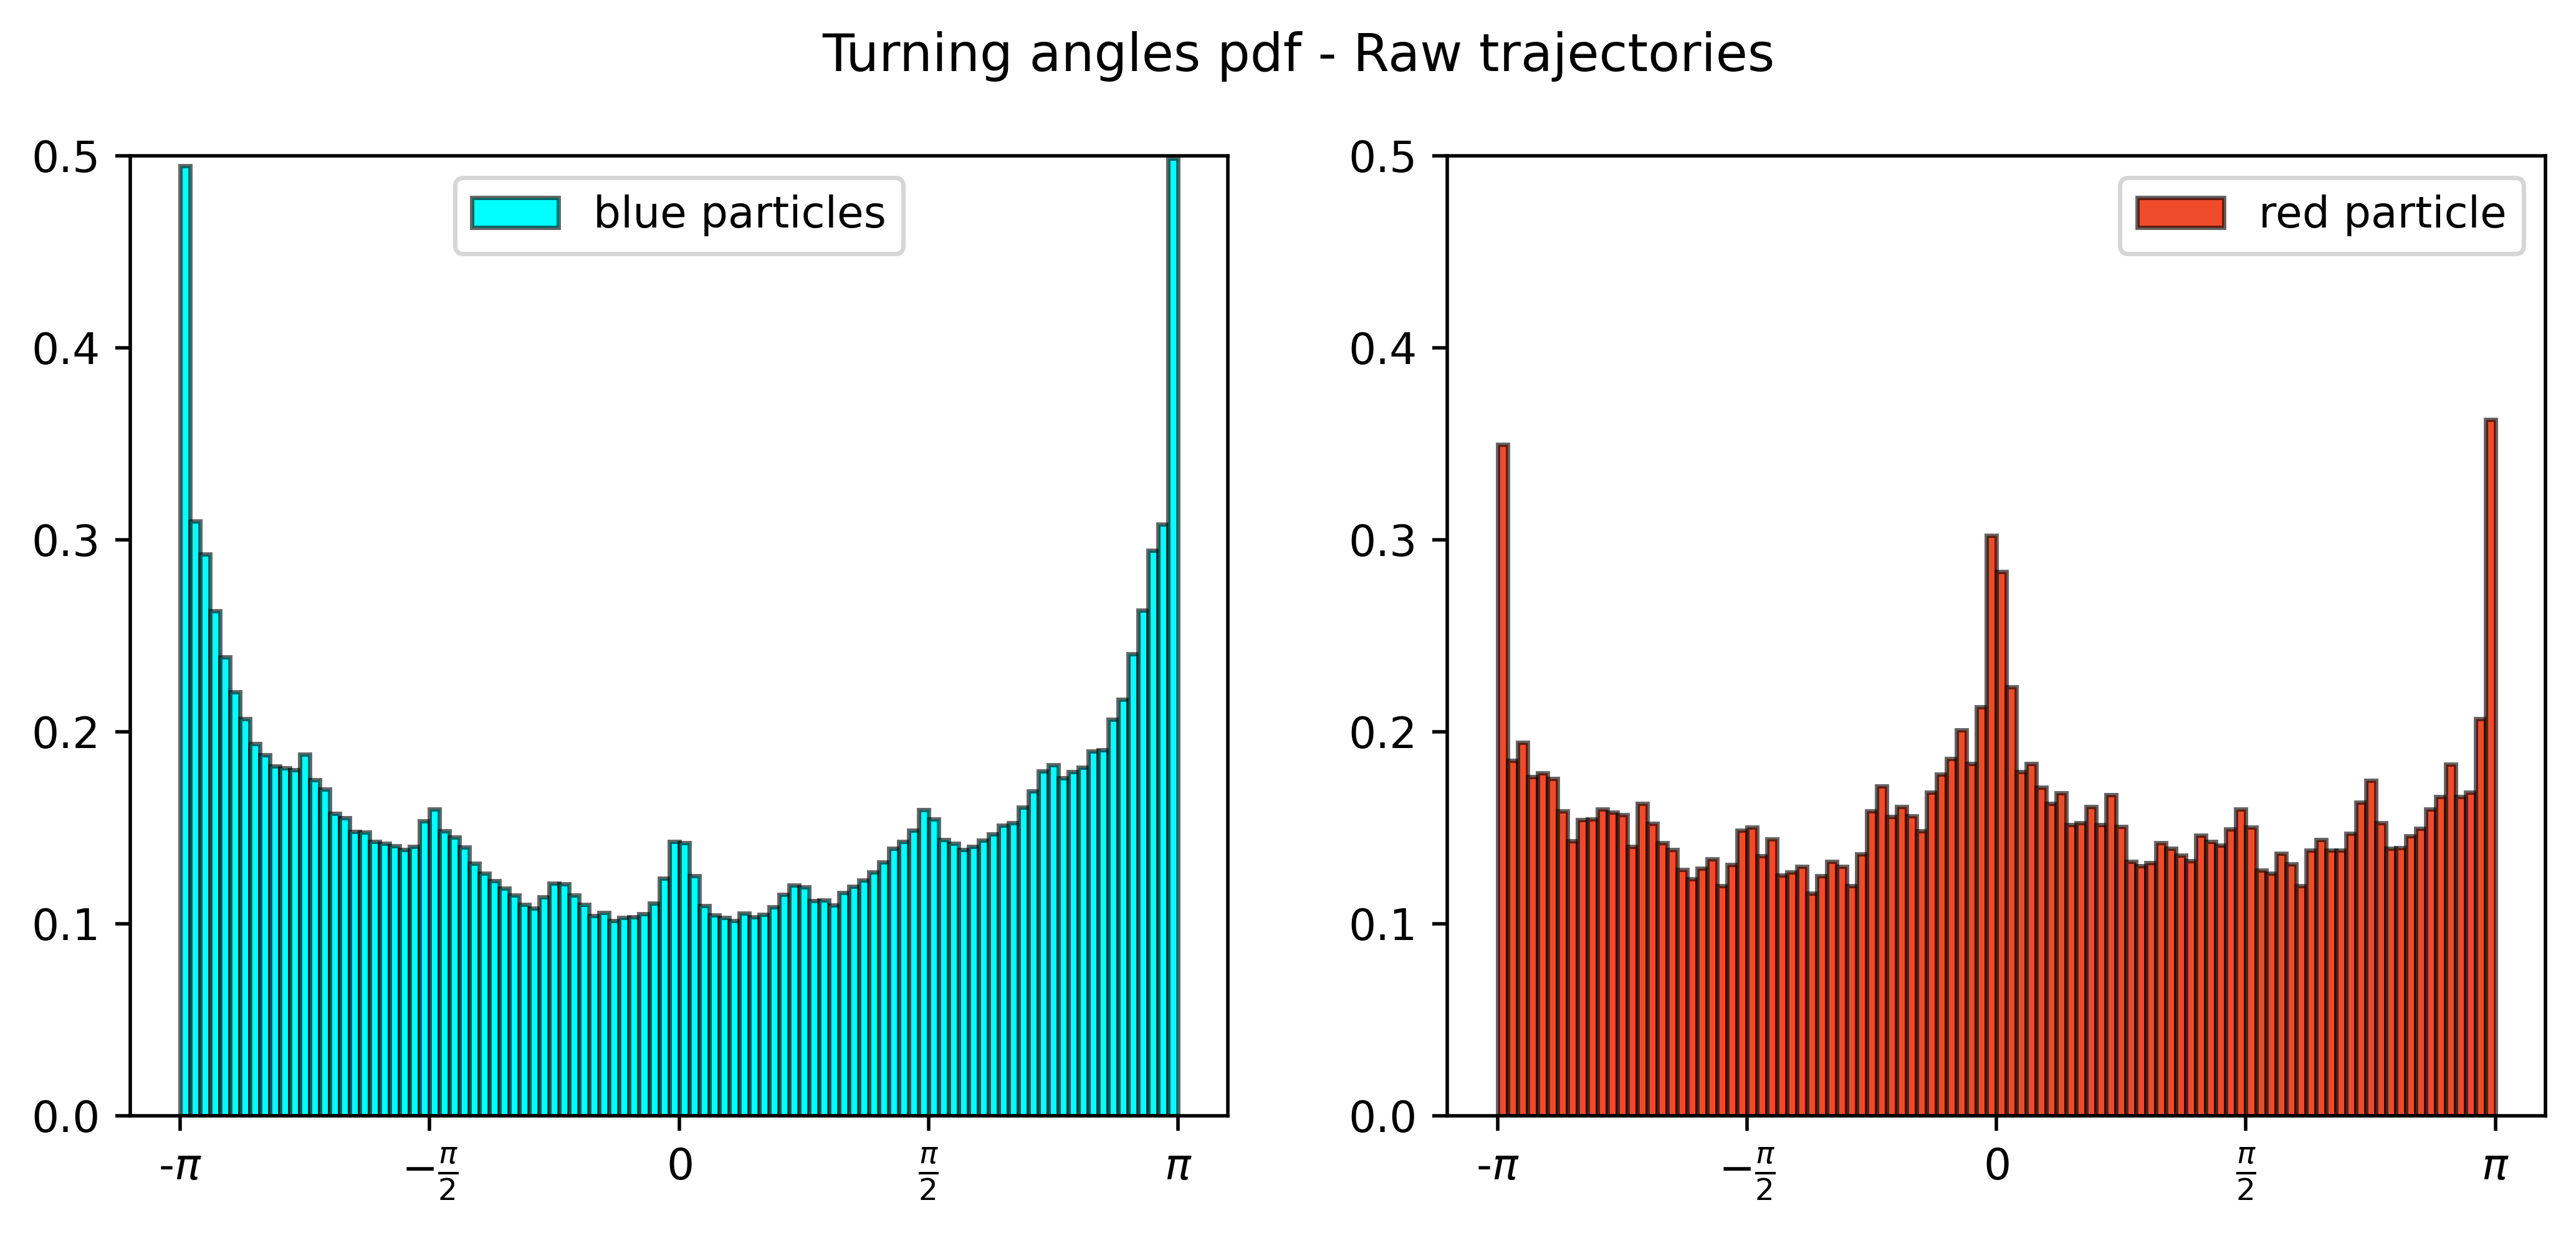 Turning angles pdf - Raw trajectories
0.5
0.4
0.3
0.2
0.1
0.0
blue particles
-π −π/2 0 π/2 π
0.5
0.4
0.3
0.2
0.1
0.0
red particle
-π −π/2 0 π/2 π